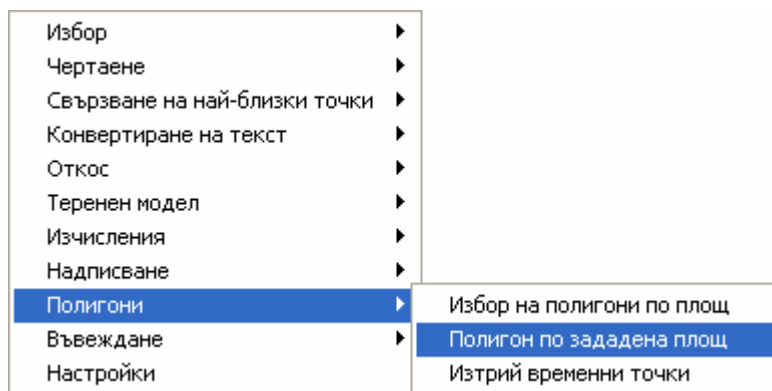 Избор
Чертаене
Свързване на най-близки точки
Конвертиране на текст
Откос
Теренен модел
Изчисления
Надписване
Полигони
Въвеждане
Настройки
Избор на полигони по площ
Полигон по зададена площ
Изтрий временни точки